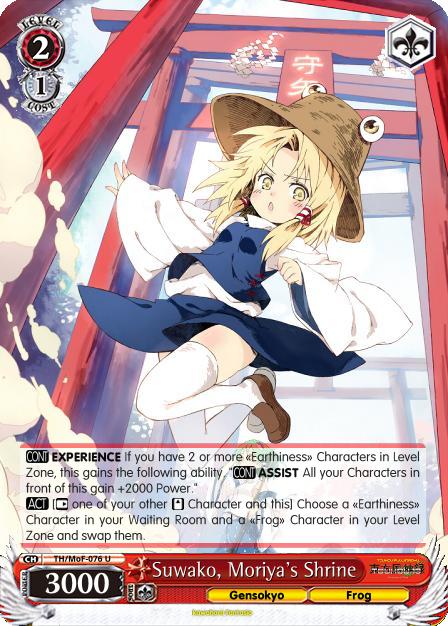 LEVEL
2
1
COST
守矢
CONT EXPERIENCE If you have 2 or more «Earthiness» Characters in Level
Zone, this gains the following ability. "CONT ASSIST All your Characters in
front of this gain +2000 Power."
ACT [ one of your other [ ] Character and this] Choose a «Earthiness»
Character in your Waiting Room and a «Frog» Character in your Level
Zone and swap them.
CH TH/MoF-076 U
POWER 3000 SOUL Suwako, Moriya's Shrine
Gensokyo Frog